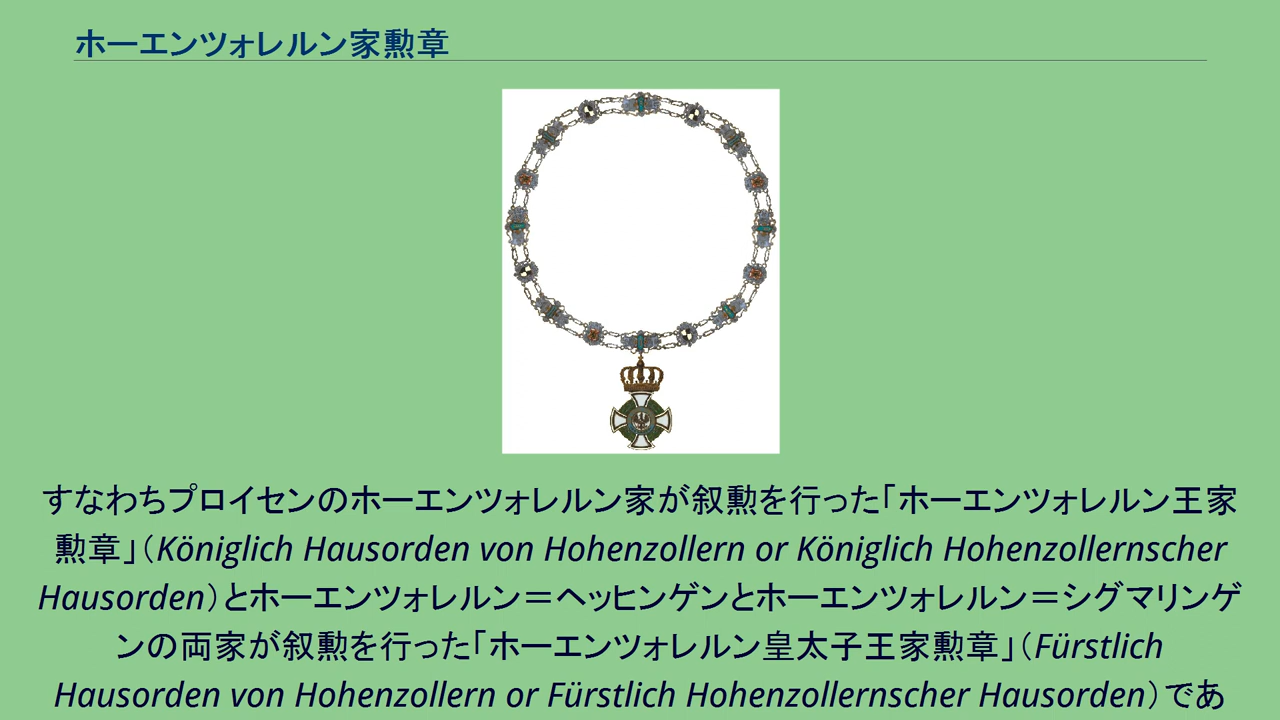 ホーエンツォレルン家勲章
すなわちプロイセンのホーエンツォレルン家が叙勲を行った「ホーエンツォレルン王家
勲章」（Königlich Hausorden von Hohenzollern or Königlich Hohenzollernscher
Hausorden）とホーエンツォレルン＝ヘッヒンゲンとホーエンツォレルン＝シグマリンゲ
ンの両家が叙勲を行った「ホーエンツォレルン皇太子王家勲章」（Fürstlich
Hausorden von Hohenzollern or Fürstlich Hohenzollernscher Hausorden）であ